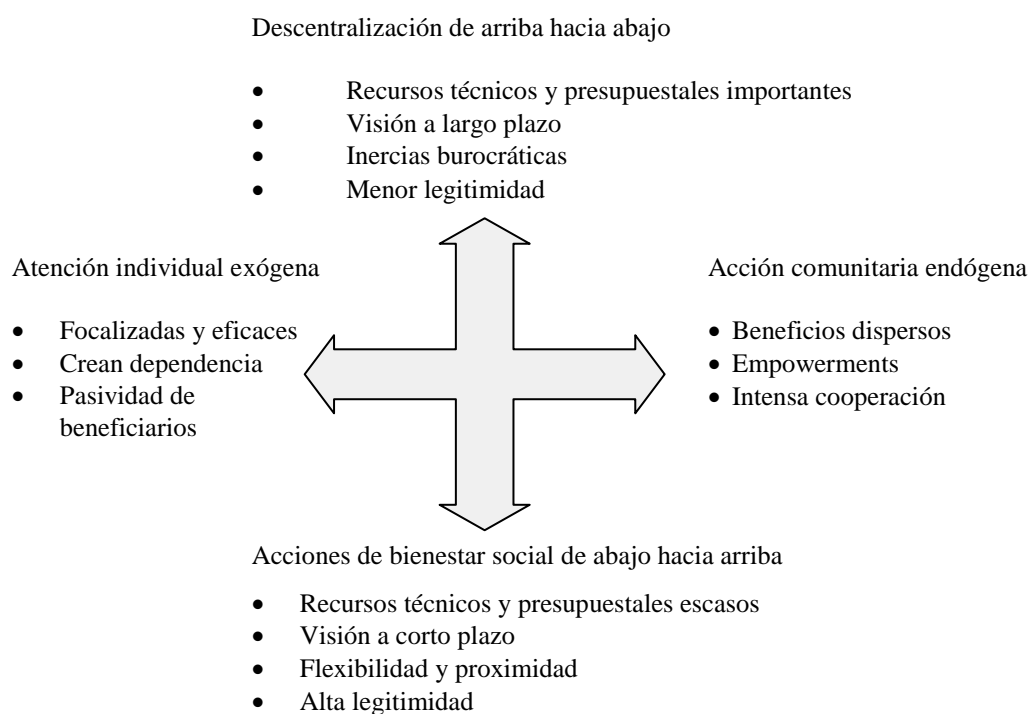 Descentralización de arriba hacia abajo
• Recursos técnicos y presupuestales importantes
• Visión a largo plazo
• Inercias burocráticas
• Menor legitimidad
Atención individual exógena
• Focalizadas y eficaces
• Crean dependencia
• Pasividad de
beneficiarios
Acción comunitaria endógena
• Beneficios dispersos
• Empowerments
• Intensa cooperación
Acciones de bienestar social de abajo hacia arriba
• Recursos técnicos y presupuestales escasos
• Visión a corto plazo
• Flexibilidad y proximidad
• Alta legitimidad